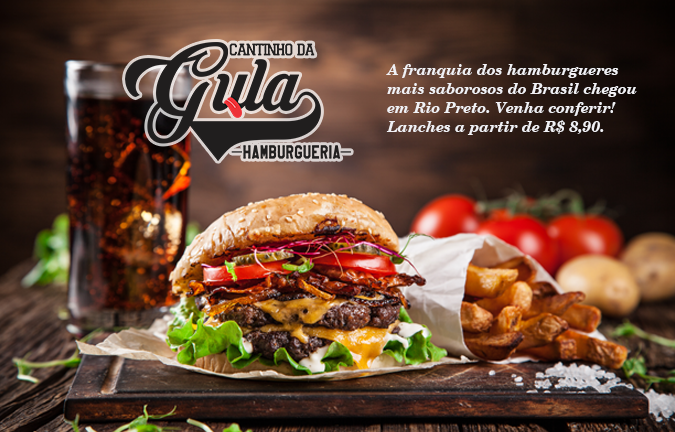 CANTINHO DA
Gula
HAMBURGUERIA
A franquia dos hamburgueres
mais saborosos do Brasil chegou
em Rio Preto. Venha conferir!
Lanches a partir de R$ 8,90.